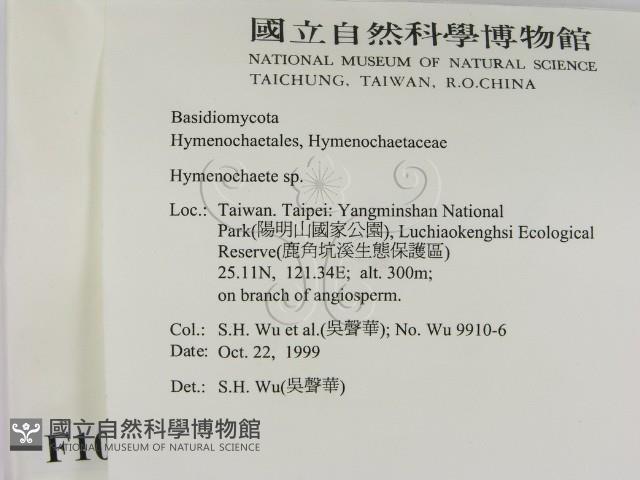 國立自然科學博物館
NATIONAL MUSEUM OF NATURAL SCIENCE
TAICHUNG, TAIWAN, R.O.CHINA
Basidiomycota
Hymenochaetales, Hymenochaetaceae
Hymenochaete sp.
Loc.: Taiwan. Taipei: Yangminshan National
Park(陽明山國家公園), Luchiaokenghsi Ecological
Reserve(鹿角坑溪生態保護區)
25.11N, 121.34E; alt. 300m;
on branch of angiosperm.
Col.: S.H. Wu et al.(吳聲華); No. Wu 9910-6
Date: Oct. 22, 1999
Det.: S.H. Wu(吳聲華)
國立自然科學博物館
NATIONAL MUSEUM OF NATURAL SCIENCE